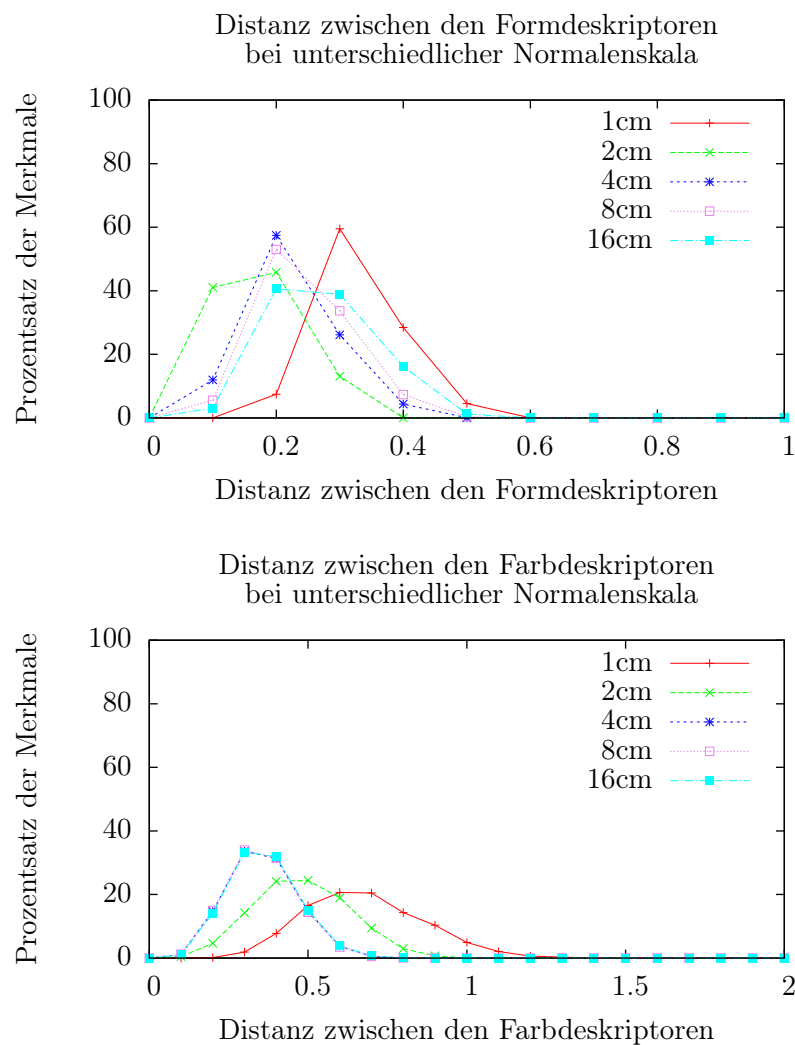 Distanz zwischen den Formdeskriptoren
bei unterschiedlicher Normalenskala
Prozentsatz der Merkmale
100
80
60
40
20
0
1cm
2cm
4cm
8cm
16cm
0 0.2 0.4 0.6 0.8 1
Distanz zwischen den Formdeskriptoren
Distanz zwischen den Farbdeskriptoren
bei unterschiedlicher Normalenskala
Prozentsatz der Merkmale
100
80
60
40
20
0
1cm
2cm
4cm
8cm
16cm
0 0.5 1 1.5 2
Distanz zwischen den Farbdeskriptoren